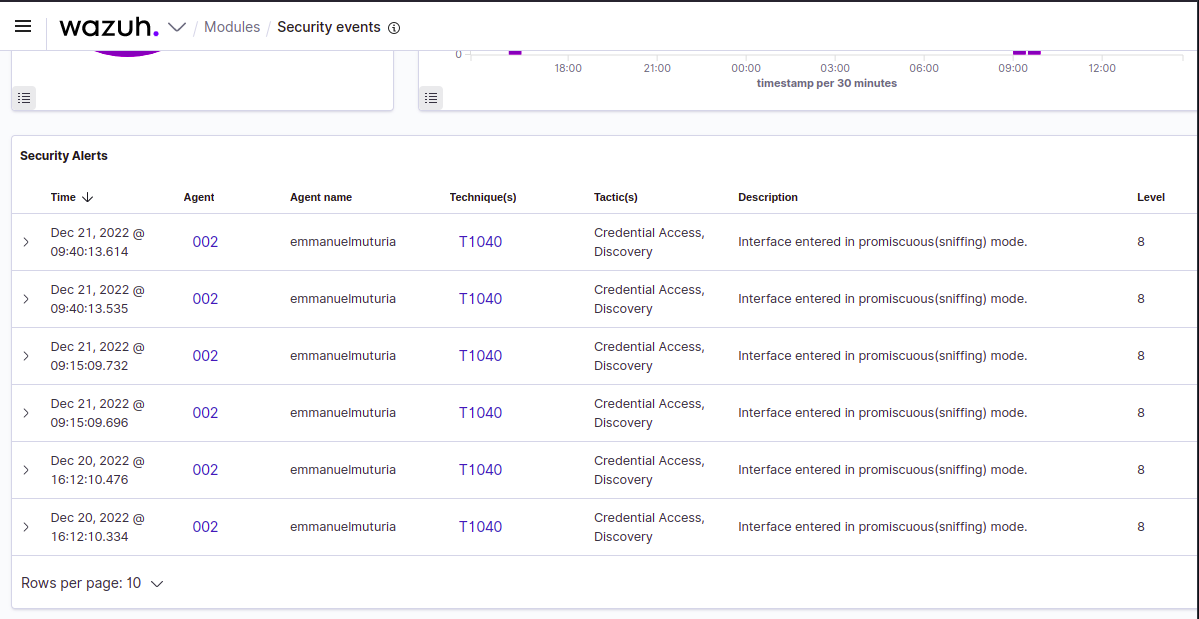 wazuh. / Modules / Security events
0
18:00 21:00 00:00 03:00 06:00 09:00 12:00
timestamp per 30 minutes
Security Alerts
Time Agent Agent name Technique(s) Tactic(s) Description Level
Dec 21, 2022 @ 09:40:13.614 002 emmanuelmuturia T1040 Credential Access, Discovery Interface entered in promiscuous(sniffing) mode. 8
Dec 21, 2022 @ 09:40:13.535 002 emmanuelmuturia T1040 Credential Access, Discovery Interface entered in promiscuous(sniffing) mode. 8
Dec 21, 2022 @ 09:15:09.732 002 emmanuelmuturia T1040 Credential Access, Discovery Interface entered in promiscuous(sniffing) mode. 8
Dec 21, 2022 @ 09:15:09.696 002 emmanuelmuturia T1040 Credential Access, Discovery Interface entered in promiscuous(sniffing) mode. 8
Dec 20, 2022 @ 16:12:10.476 002 emmanuelmuturia T1040 Credential Access, Discovery Interface entered in promiscuous(sniffing) mode. 8
Dec 20, 2022 @ 16:12:10.334 002 emmanuelmuturia T1040 Credential Access, Discovery Interface entered in promiscuous(sniffing) mode. 8
Rows per page: 10